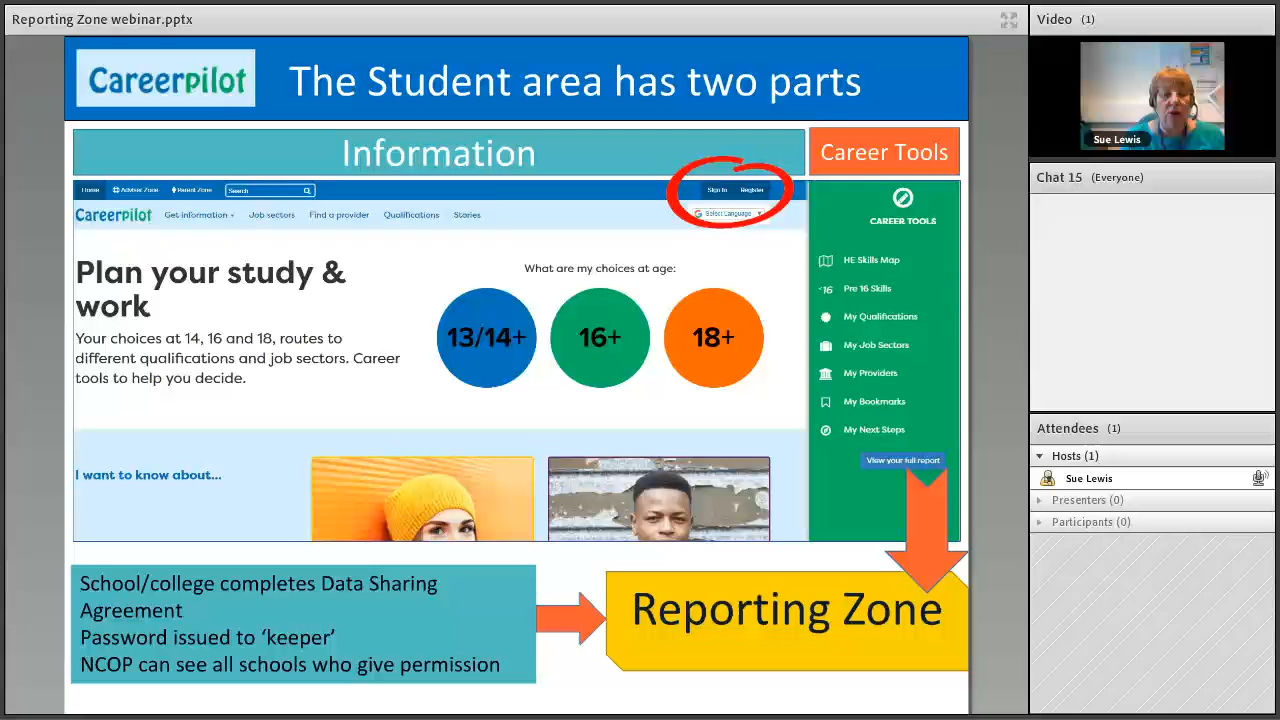 Reporting Zone webinar.pptx
Careerpilot
The Student area has two parts
Information
Career Tools
Home
Adviser Zone
Parent Zone
Search
Sign In
Register
Careerpilot
Get information
Job sectors
Find a provider
Qualifications
Stories
Select Language
Plan your study &
work
Your choices at 14, 16 and 18, routes to
different qualifications and job sectors. Career
tools to help you decide.
What are my choices at age:
13/14+
16+
18+
I want to know about...
CAREER TOOLS
HE Skills Map
<16
Pre 16 Skills
My Qualifications
My Job Sectors
My Providers
My Bookmarks
My Next Steps
View your full report
School/college completes Data Sharing
Agreement
Password issued to ‘keeper’
NCOP can see all schools who give permission
Reporting Zone
Video (1)
Sue Lewis
Chat 15 (Everyone)
Attendees (1)
Hosts (1)
Sue Lewis
Presenters (0)
Participants (0)